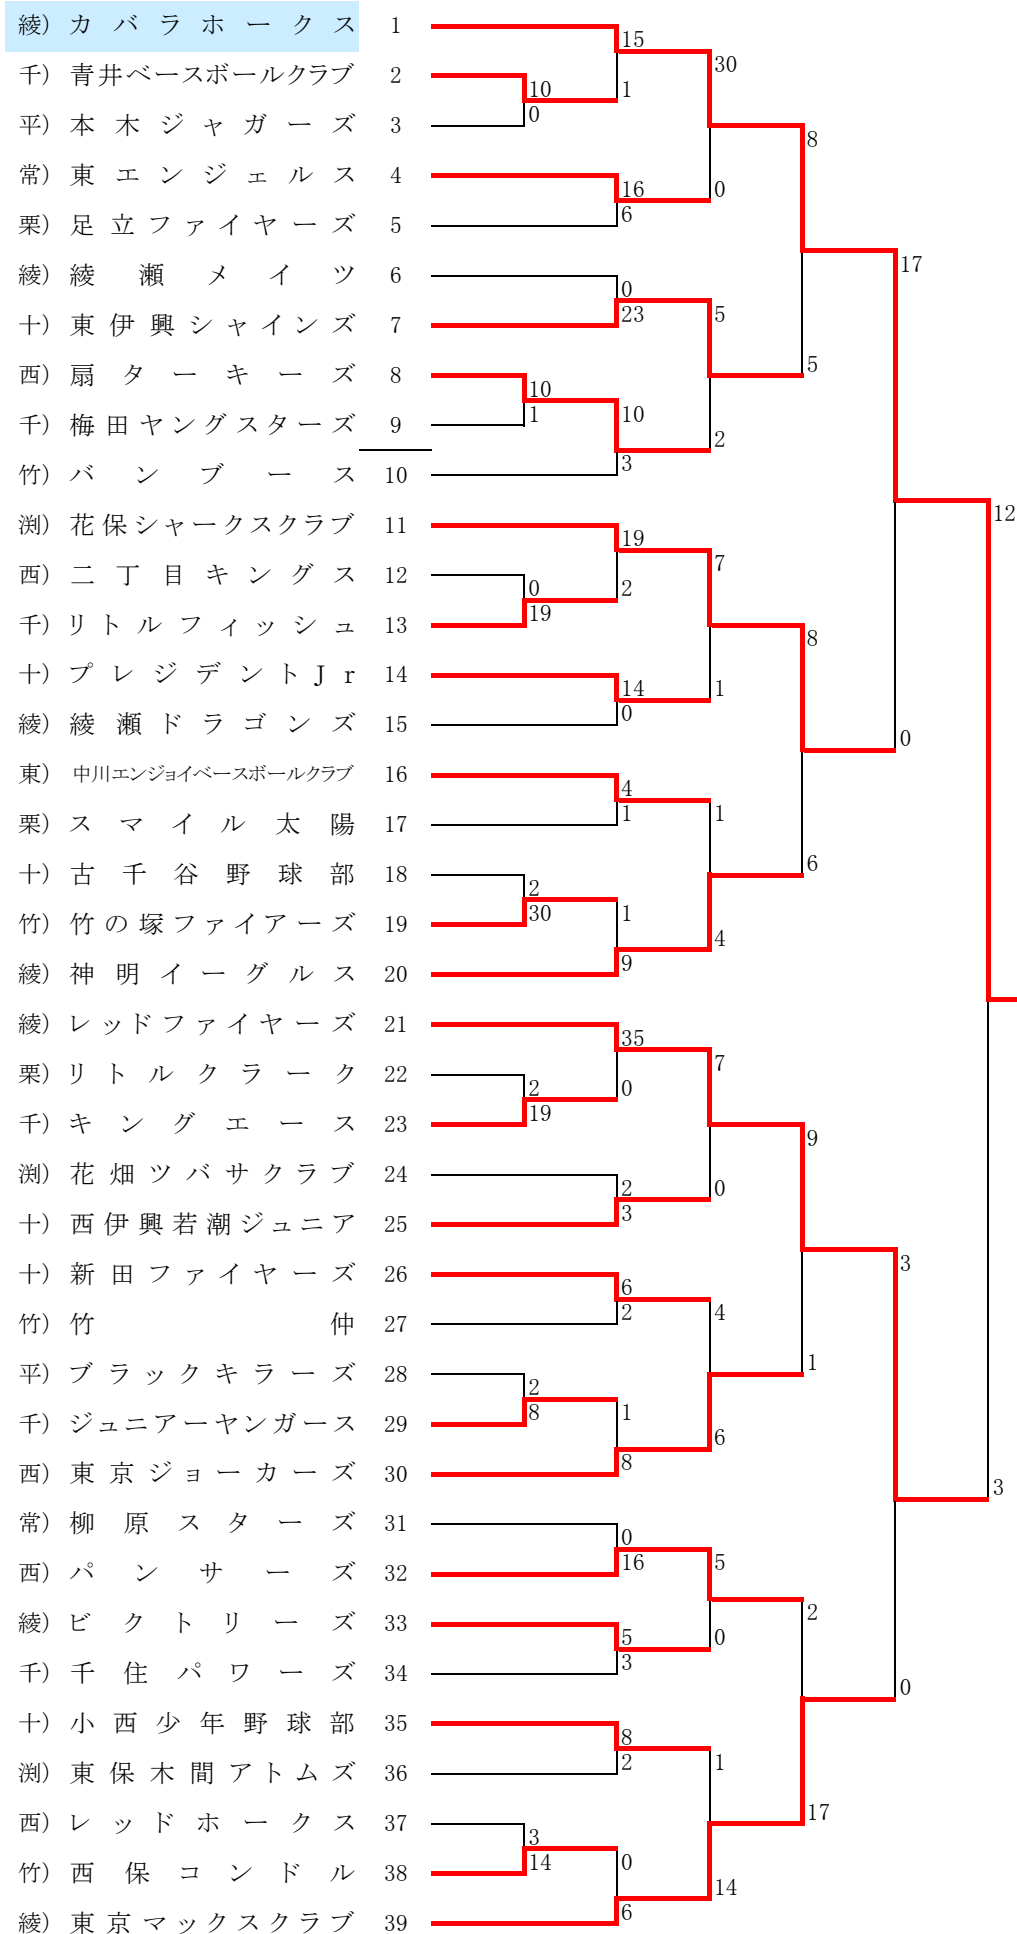 綾）カバラホークス 1
15
30
千）青井ベースボールクラブ 2
10
1
0
平）本木ジャガーズ 3
8
常）東エンジェルス 4
16
0
6
栗）足立ファイヤーズ 5
17
綾）綾瀬メイツ 6
0
23
5
十）東伊興シャインズ 7
5
西）扇ターキーズ 8
10
1
10
千）梅田ヤングスターズ 9
2
3
竹）バンブース 10
12
渕）花保シャークスクラブ 11
19
7
西）二丁目キングス 12
0
2
19
千）リトルフィッシュ 13
8
十）プレジデントJr 14
14
1
0
綾）綾瀬ドラゴンズ 15
0
東）中川エンジョイベースボールクラブ 16
4
1
1
栗）スマイル太陽 17
6
十）古千谷野球部 18
2
30
1
竹）竹の塚ファイアーズ 19
4
9
綾）神明イーグルス 20
綾）レッドファイヤーズ 21
35
7
栗）リトルクラーク 22
2
0
19
千）キングエース 23
9
渕）花畑ツバサクラブ 24
2
0
3
十）西伊興若潮ジュニア 25
3
十）新田ファイヤーズ 26
6
2
4
竹）竹仲 27
1
平）ブラックキラーズ 28
2
8
1
千）ジュニアーヤンガース 29
6
8
西）東京ジョーカーズ 30
3
常）柳原スターズ 31
0
16
5
西）パンサーズ 32
2
綾）ビクトリーズ 33
5
0
3
千）千住パワーズ 34
0
十）小西少年野球部 35
8
2
1
渕）東保木間アトムズ 36
17
西）レッドホークス 37
3
14
0
竹）西保コンドル 38
14
6
綾）東京マックスクラブ 39